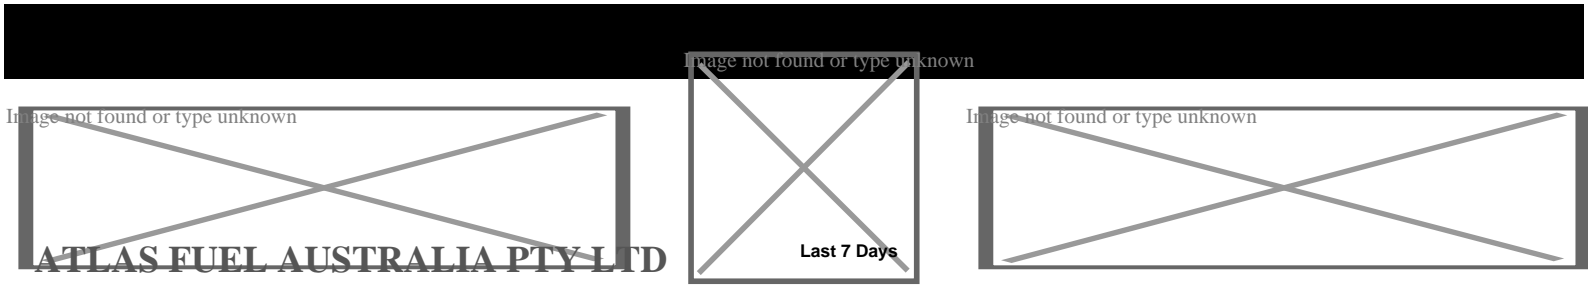 Image not found or type unknown
Image not found or type unknown
Image not found or type unknown
ATLAS FUEL AUSTRALIA PTY LTD
Last 7 Days